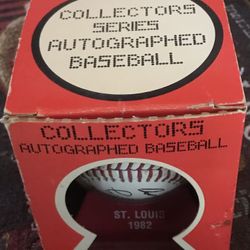 COLLECTORS
SERIES
AUTOGRAPHED
BASEBALL
COLLECTORS
AUTOGRAPHED BASEBALL
ST. LOUIS
1982